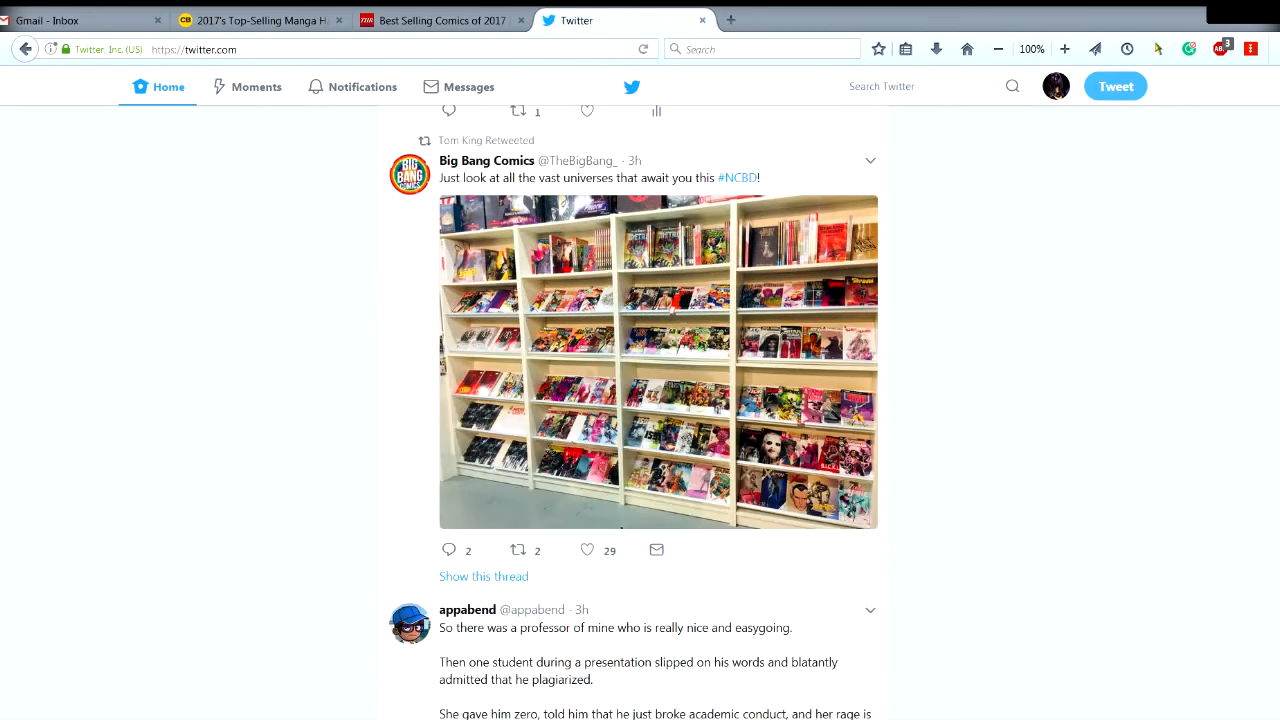 Gmail - Inbox
2017's Top-Selling Manga
THR Best Selling Comics of 2017
Twitter
Twitter, Inc. (US) https://twitter.com
Search
100%
3
Home
Moments
Notifications
Messages
Search Twitter
Tweet
1
Tom King Retweeted
Big Bang Comics @TheBigBang_ · 3h
Just look at all the vast universes that await you this #NCBD!
BIG
BANG
COMICS
2
2
29
Show this thread
appabend @appabend · 3h
So there was a professor of mine who is really nice and easygoing.
Then one student during a presentation slipped on his words and blatantly
admitted that he plagiarized.
She gave him zero, told him that he just broke academic conduct, and her rage is